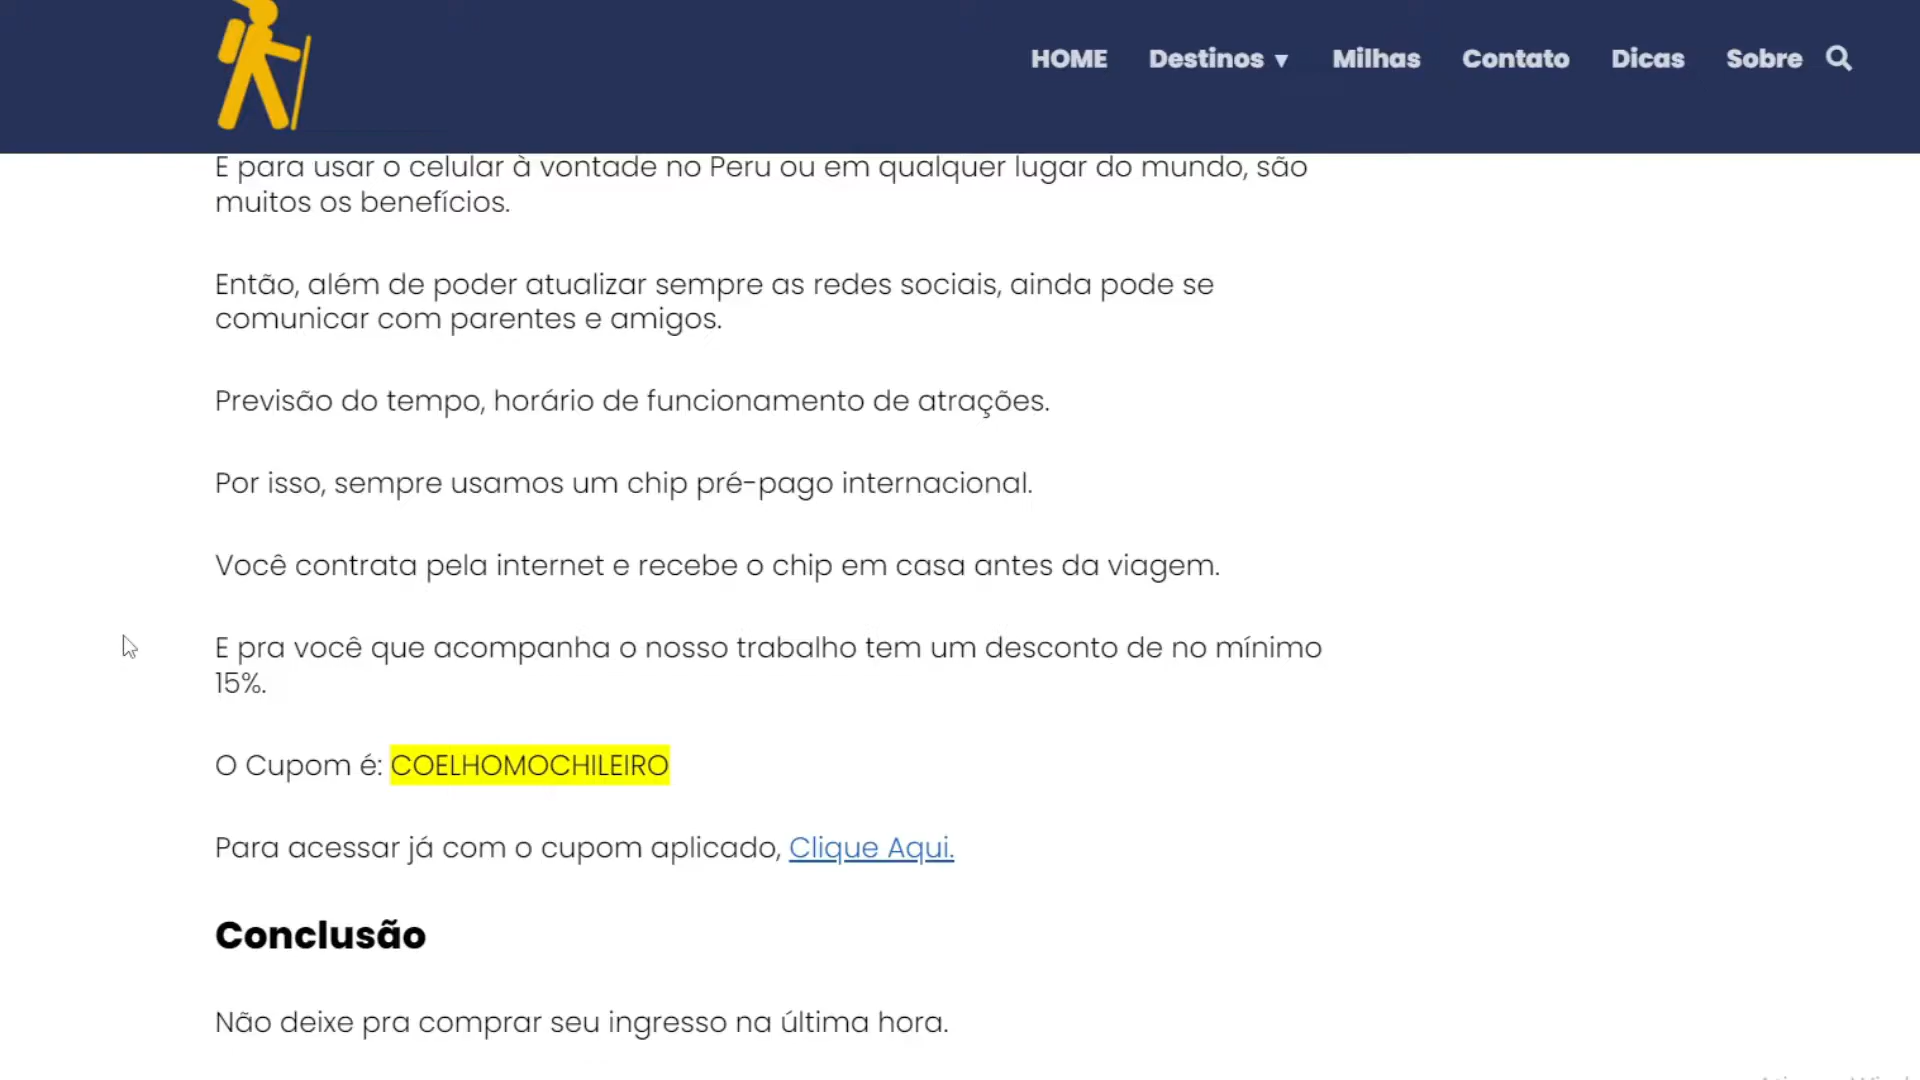 HOME Destinos ▼ Milhas Contato Dicas Sobre
E para usar o celular à vontade no Peru ou em qualquer lugar do mundo, são
muitos os benefícios.
Então, além de poder atualizar sempre as redes sociais, ainda pode se
comunicar com parentes e amigos.
Previsão do tempo, horário de funcionamento de atrações.
Por isso, sempre usamos um chip pré-pago internacional.
Você contrata pela internet e recebe o chip em casa antes da viagem.
E pra você que acompanha o nosso trabalho tem um desconto de no mínimo
15%.
O Cupom é: COELHOMOCHILEIRO
Para acessar já com o cupom aplicado, Clique Aqui.
Conclusão
Não deixe pra comprar seu ingresso na última hora.